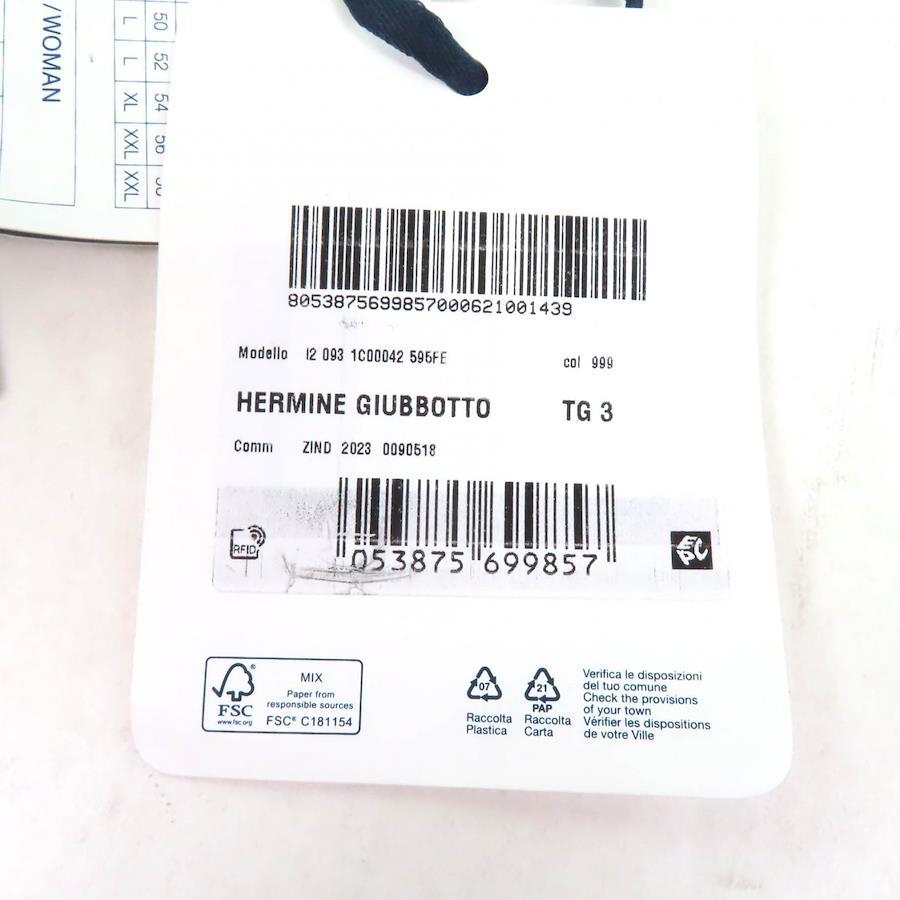 /WOMAN
50 52 54 56
L L XL XXL XXL
8053875699857000621001439
Modello I2 093 1C00042 595FE col 999
HERMINE GIUBBOTTO TG 3
Comm ZIND 2023 0090518
RFID
053875 699857
EPC
FSC®
www.fsc.org
MIX
Paper from
responsible sources
FSC® C181154
07
Raccolta
Plastica
21
PAP
Raccolta
Carta
Verifica le disposizioni
del tuo comune
Check the provisions
of your town
Vérifier les dispositions
de votre Ville